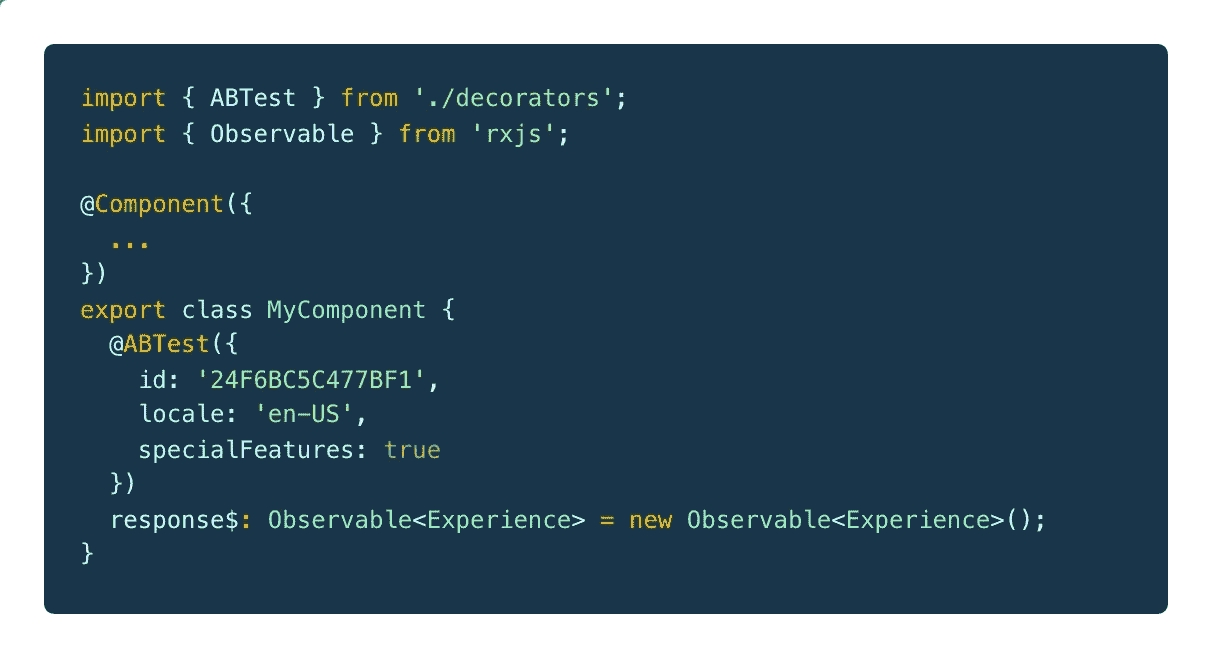 import { ABTest } from './decorators';
import { Observable } from 'rxjs';

@Component({
  ...
})
export class MyComponent {
  @ABTest({
    id: '24F6BC5C477BF1',
    locale: 'en-US',
    specialFeatures: true
  })
  response$: Observable<Experience> = new Observable<Experience>();
}